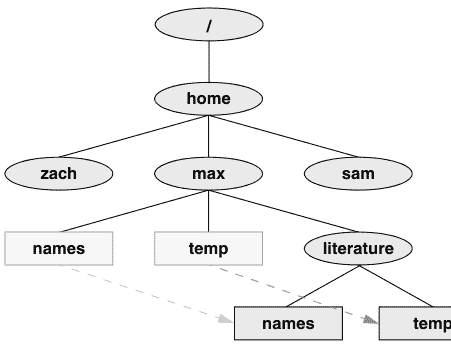 /
home
zach max sam
names temp literature
names temp